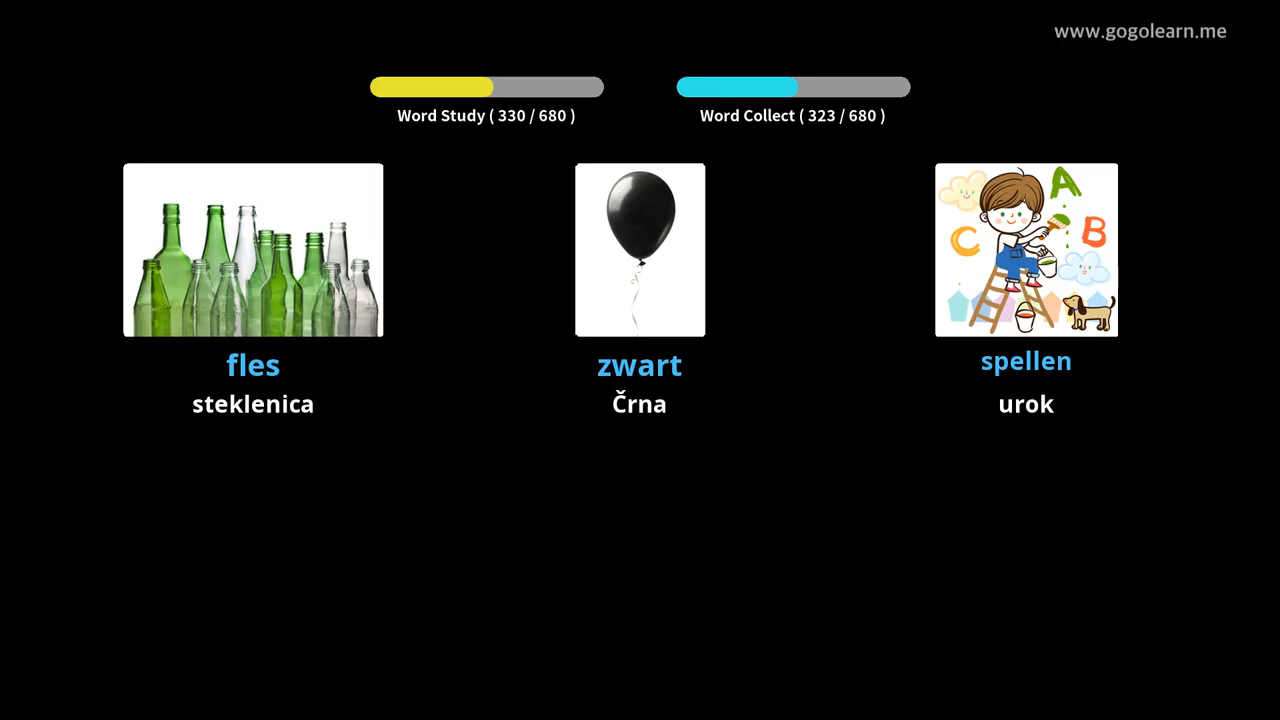 www.gogolearn.me
Word Study ( 330 / 680 )
Word Collect ( 323 / 680 )
A
B
C
fles
zwart
spellen
steklenica
Črna
urok